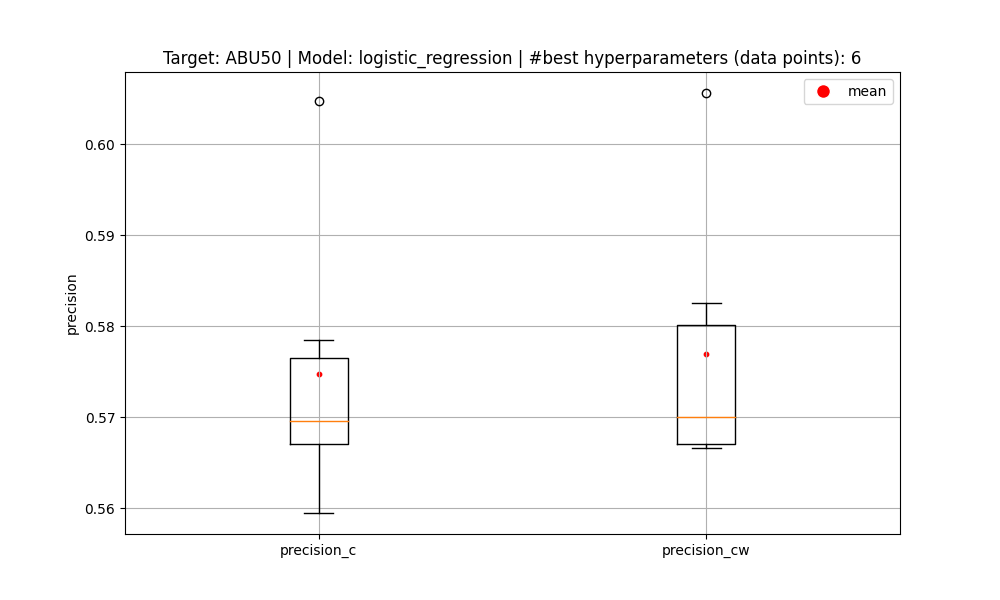 Target: ABU50 | Model: logistic_regression | #best hyperparameters (data points): 6
mean
0.60
0.59
0.58
0.57
0.56
precision
precision_c
precision_cw